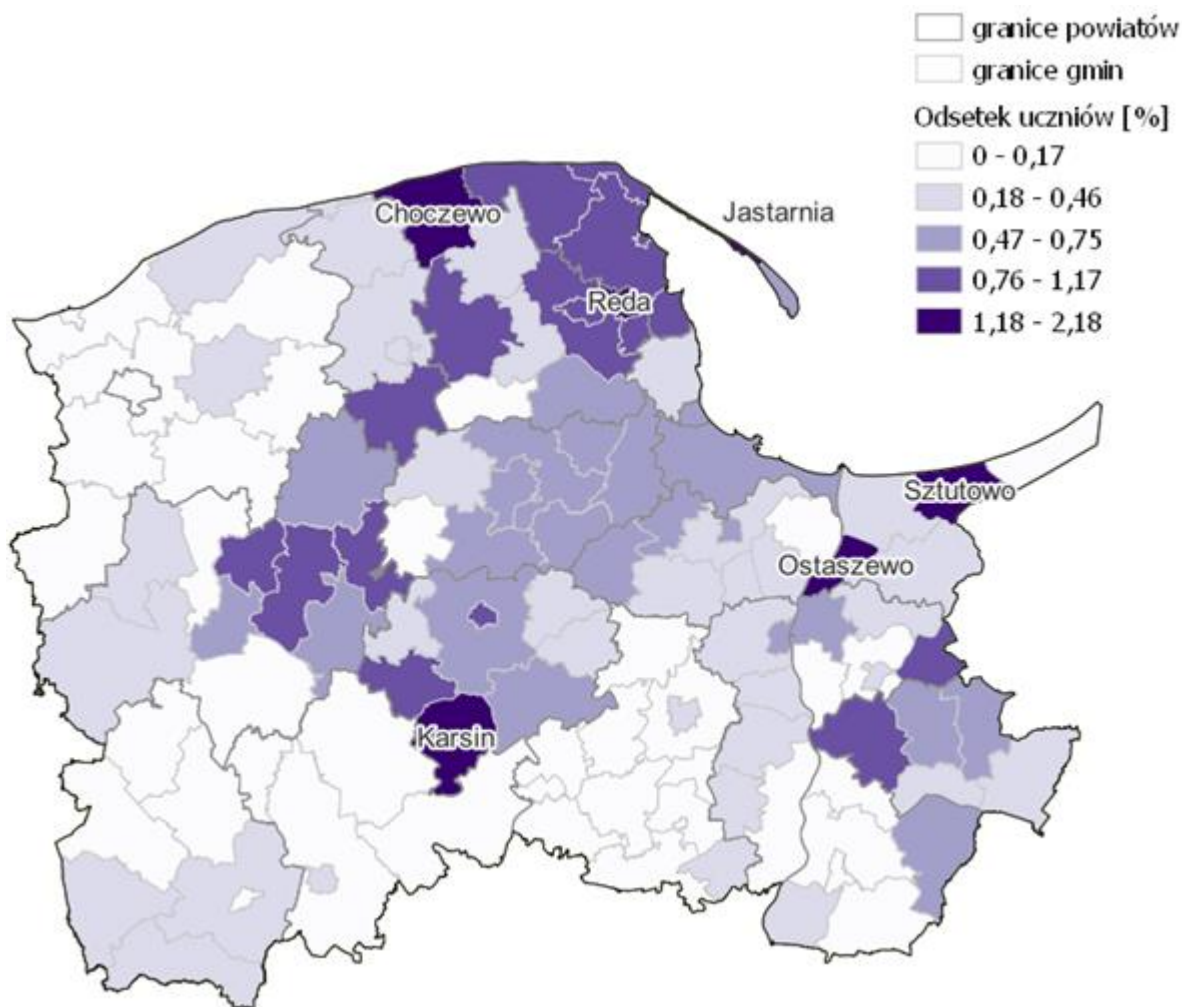 granice powiatów
granice gmin
Odsetek uczniów [%]
0 - 0,17
0,18 - 0,46
0,47 - 0,75
0,76 - 1,17
1,18 - 2,18
Choczewo
Jastarnia
Reda
Sztutowo
Ostaszewo
Karsin